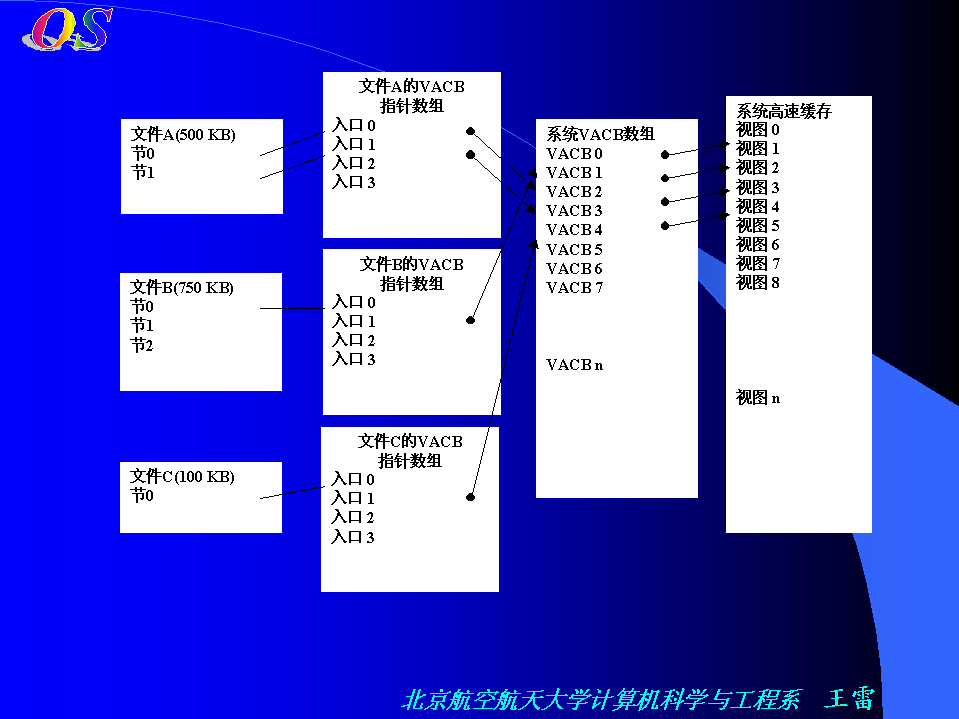 OS
文件A(500 KB)
节0
节1
文件A的VACB
指针数组
入口 0
入口 1
入口 2
入口 3
文件B(750 KB)
节0
节1
节2
文件B的VACB
指针数组
入口 0
入口 1
入口 2
入口 3
文件C(100 KB)
节0
文件C的VACB
指针数组
入口 0
入口 1
入口 2
入口 3
系统VACB数组
VACB 0
VACB 1
VACB 2
VACB 3
VACB 4
VACB 5
VACB 6
VACB 7
VACB n
系统高速缓存
视图 0
视图 1
视图 2
视图 3
视图 4
视图 5
视图 6
视图 7
视图 8
视图 n
北京航空航天大学计算机科学与工程系 王雷